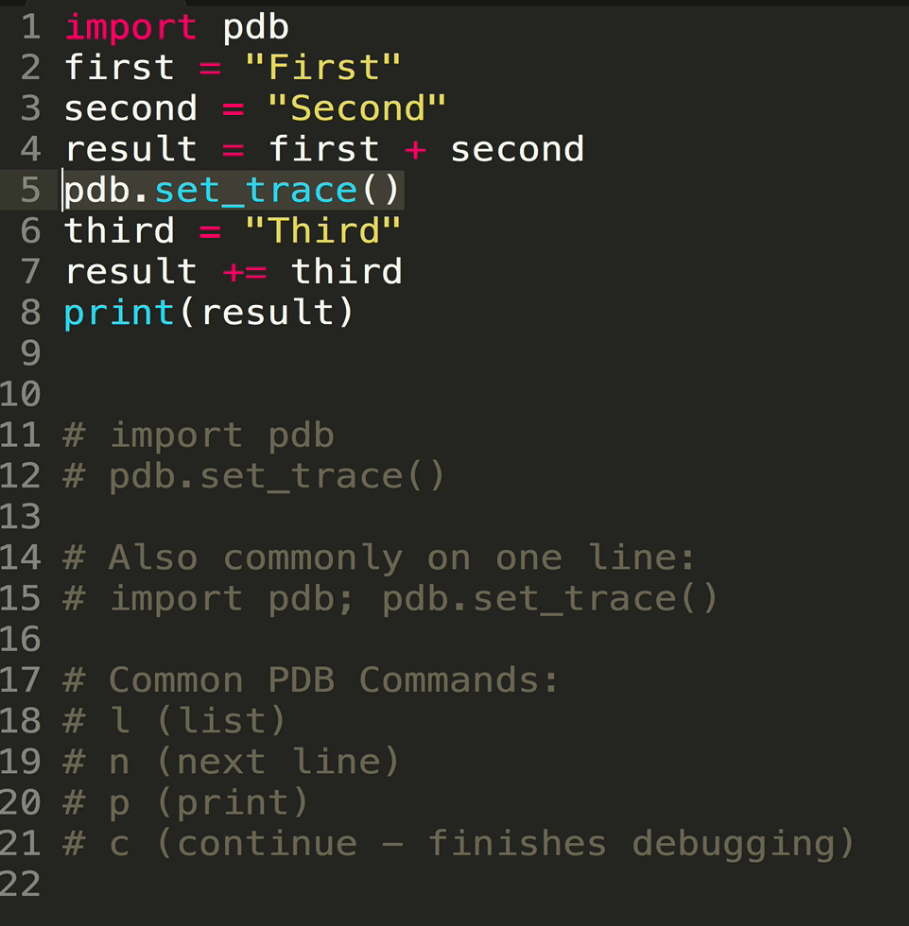 1 import pdb
2 first = "First"
3 second = "Second"
4 result = first + second
5 pdb.set_trace()
6 third = "Third"
7 result += third
8 print(result)
9
10
11 # import pdb
12 # pdb.set_trace()
13
14 # Also commonly on one line:
15 # import pdb; pdb.set_trace()
16
17 # Common PDB Commands:
18 # l (list)
19 # n (next line)
20 # p (print)
21 # c (continue – finishes debugging)
22